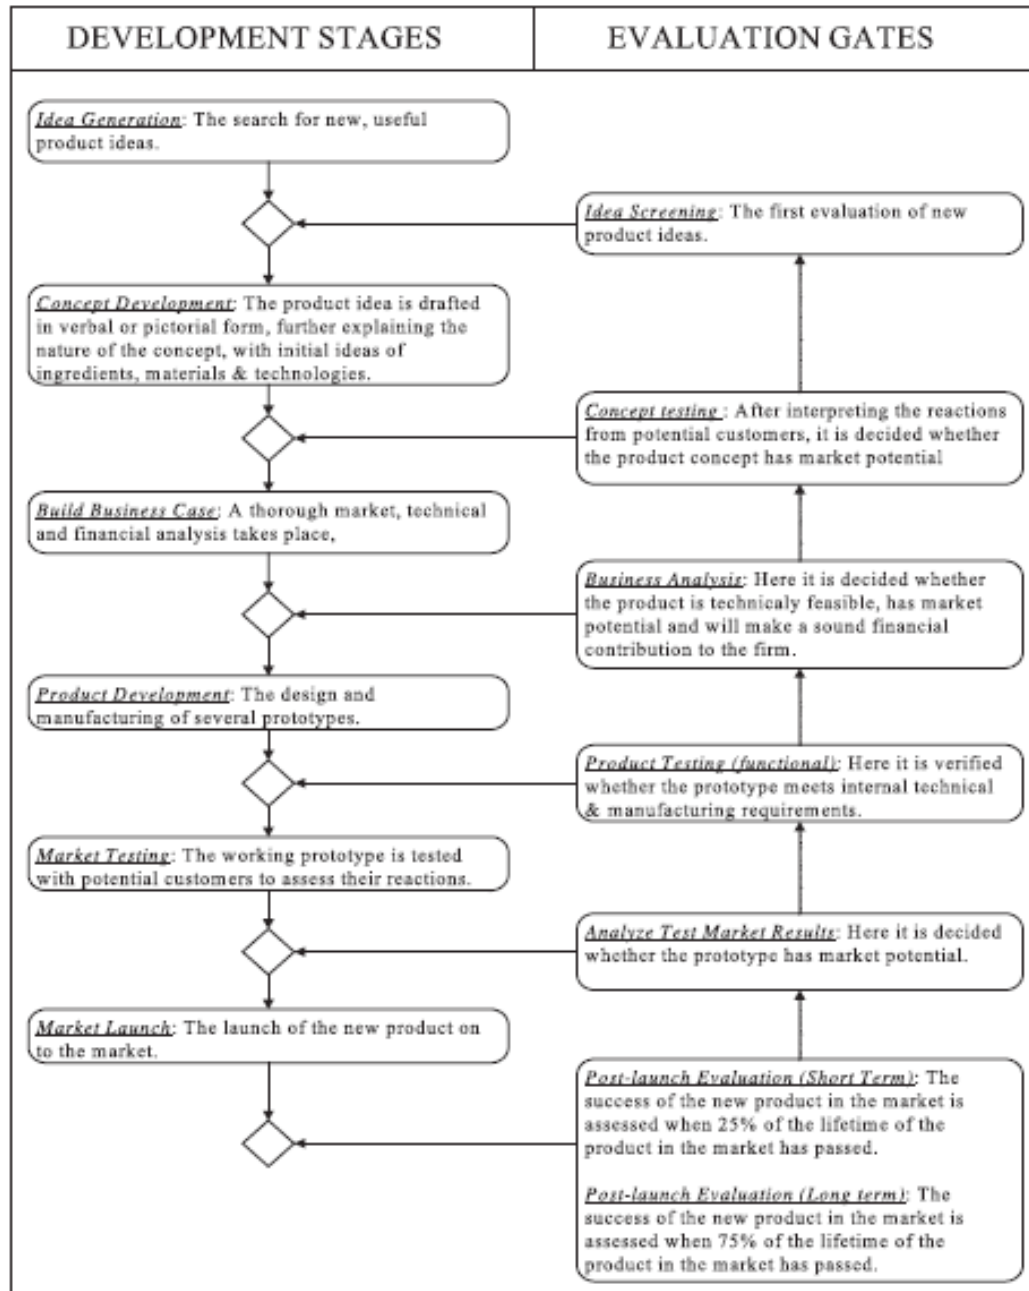 DEVELOPMENT STAGES
EVALUATION GATES
Idea Generation: The search for new, useful
product ideas.
Idea Screening: The first evaluation of new
product ideas.
Concept Development: The product idea is drafted
in verbal or pictorial form, further explaining the
nature of the concept, with initial ideas of
ingredients, materials & technologies.
Concept testing : After interpreting the reactions
from potential customers, it is decided whether
the product concept has market potential
Build Business Case: A thorough market, technical
and financial analysis takes place,
Business Analysis: Here it is decided whether
the product is technicaly feasible, has market
potential and will make a sound financial
contribution to the firm.
Product Development: The design and
manufacturing of several prototypes.
Product Testing (functional): Here it is verified
whether the prototype meets internal technical
& manufacturing requirements.
Market Testing: The working prototype is tested
with potential customers to assess their reactions.
Analyze Test Market Results: Here it is decided
whether the prototype has market potential.
Market Launch: The launch of the new product on
to the market.
Post-launch Evaluation (Short Term): The
success of the new product in the market is
assessed when 25% of the lifetime of the
product in the market has passed.
Post-launch Evaluation (Long term): The
success of the new product in the market is
assessed when 75% of the lifetime of the
product in the market has passed.